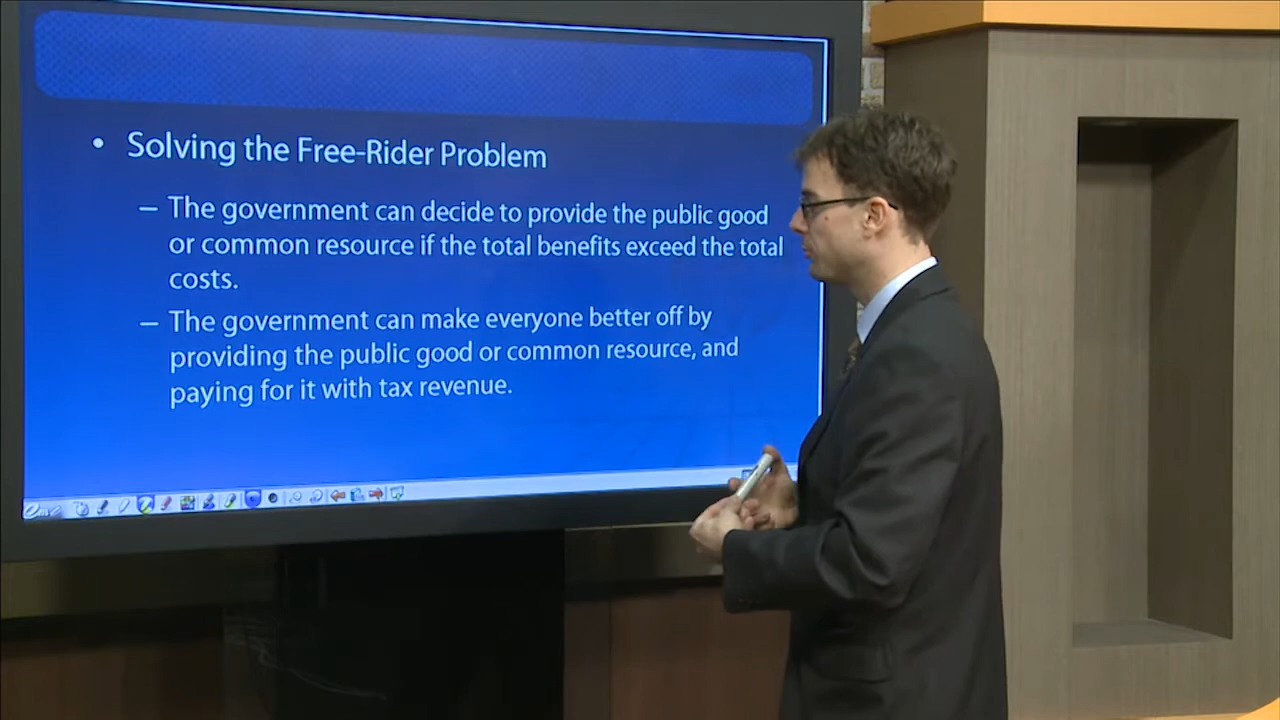 • Solving the Free-Rider Problem
– The government can decide to provide the public good
or common resource if the total benefits exceed the total
costs.
– The government can make everyone better off by
providing the public good or common resource, and
paying for it with tax revenue.